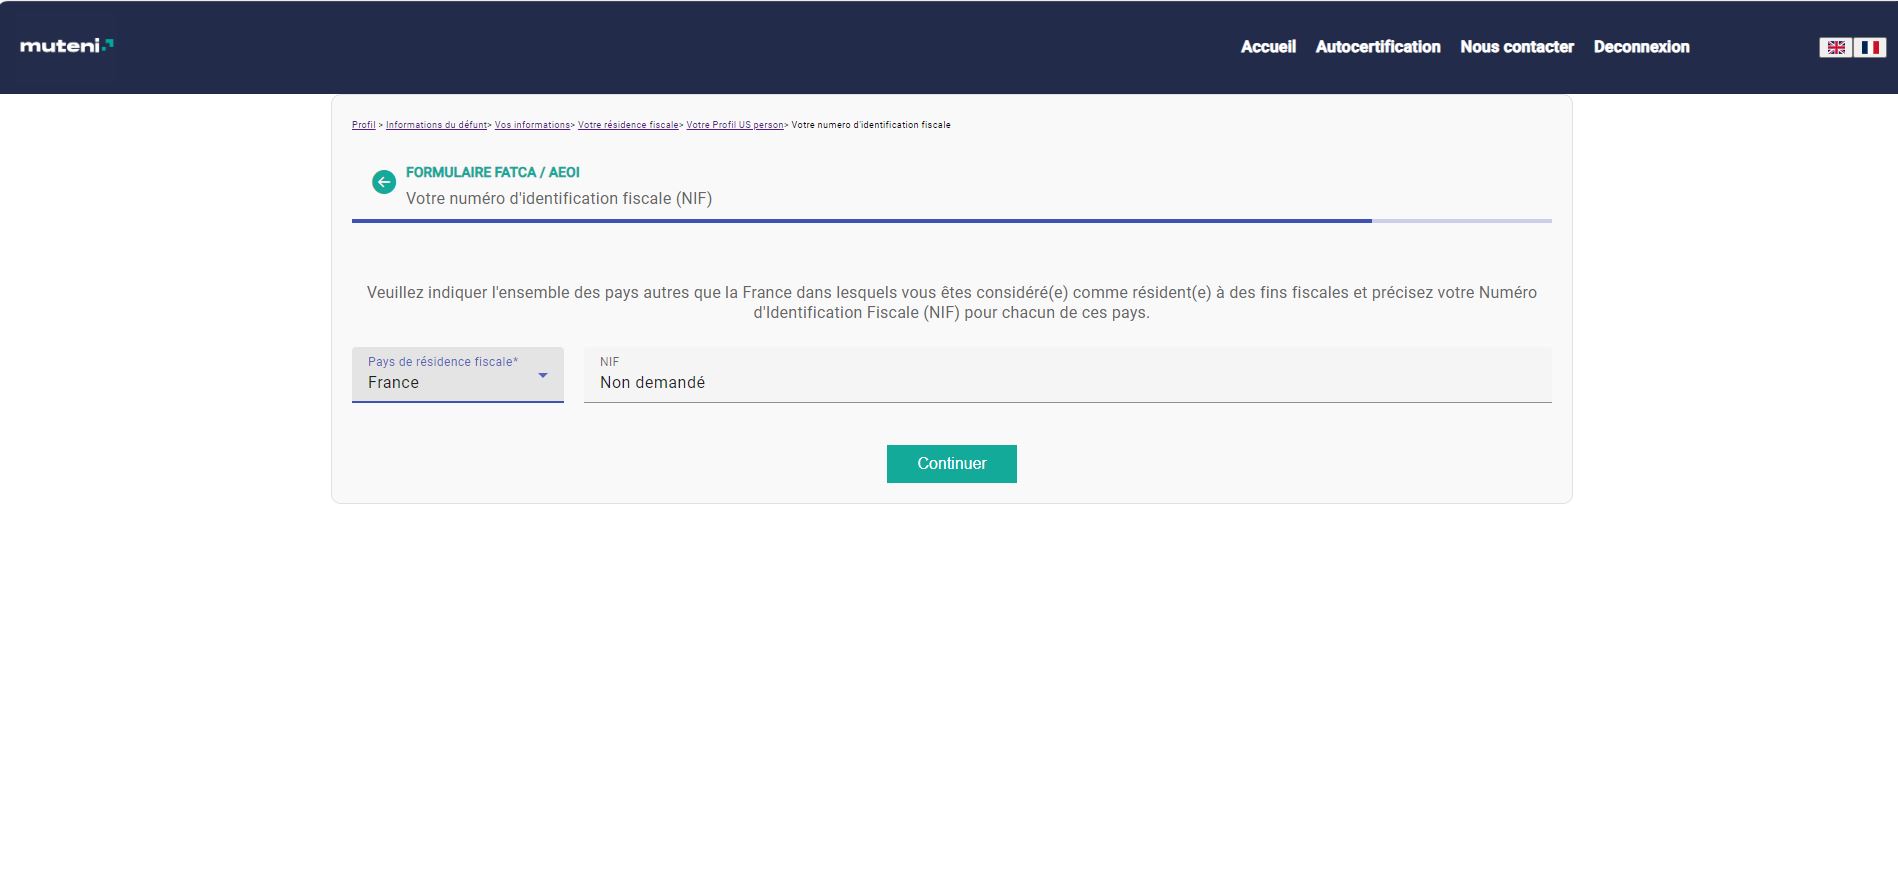 muteni
Accueil Autocertification Nous contacter Deconnexion
Profil > Informations du défunt> Vos informations> Votre résidence fiscale> Votre Profil US person> Votre numero d'identification fiscale
FORMULAIRE FATCA / AEOI
Votre numéro d'identification fiscale (NIF)
Veuillez indiquer l'ensemble des pays autres que la France dans lesquels vous êtes considéré(e) comme résident(e) à des fins fiscales et précisez votre Numéro
d'Identification Fiscale (NIF) pour chacun de ces pays.
Pays de résidence fiscale*
France
NIF
Non demandé
Continuer